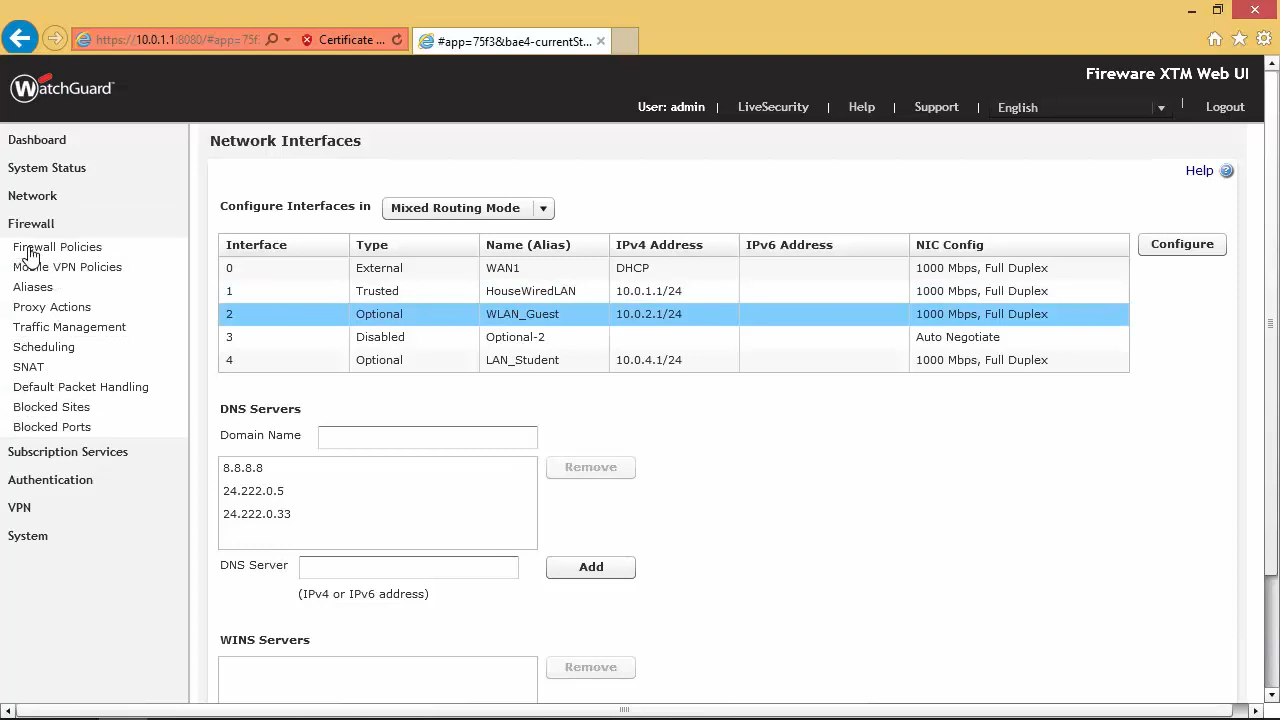 https://10.0.1.1:8080/#app=75f
Certificate ...
#app=75f3&bae4-currentSt...
WatchGuard
Fireware XTM Web UI
User: admin | LiveSecurity | Help | Support | English | Logout
Dashboard
System Status
Network
Firewall
Firewall Policies
Mobile VPN Policies
Aliases
Proxy Actions
Traffic Management
Scheduling
SNAT
Default Packet Handling
Blocked Sites
Blocked Ports
Subscription Services
Authentication
VPN
System
Network Interfaces
Help ?
Configure Interfaces in Mixed Routing Mode
Interface Type Name (Alias) IPv4 Address IPv6 Address NIC Config
Configure
0 External WAN1 DHCP 1000 Mbps, Full Duplex
1 Trusted HouseWiredLAN 10.0.1.1/24 1000 Mbps, Full Duplex
2 Optional WLAN_Guest 10.0.2.1/24 1000 Mbps, Full Duplex
3 Disabled Optional-2 Auto Negotiate
4 Optional LAN_Student 10.0.4.1/24 1000 Mbps, Full Duplex
DNS Servers
Domain Name
8.8.8.8
Remove
24.222.0.5
24.222.0.33
DNS Server
Add
(IPv4 or IPv6 address)
WINS Servers
Remove